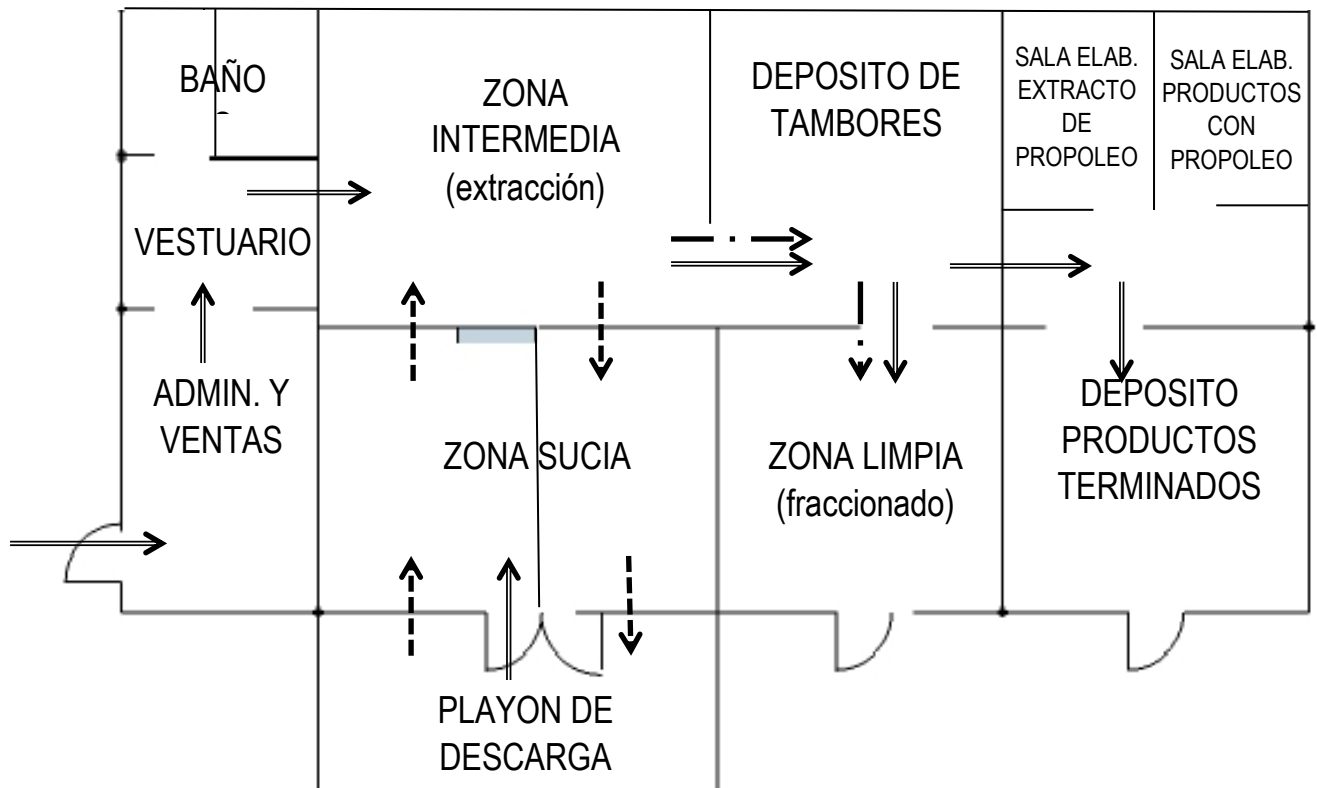 BAÑO
ZONA
INTERMEDIA
(extracción)
DEPOSITO DE
TAMBORES
SALA ELAB.
EXTRACTO
DE
PROPOLEO
SALA ELAB.
PRODUCTOS
CON
PROPOLEO
VESTUARIO
ADMIN. Y
VENTAS
ZONA SUCIA
ZONA LIMPIA
(fraccionado)
DEPOSITO
PRODUCTOS
TERMINADOS
PLAYON DE
DESCARGA